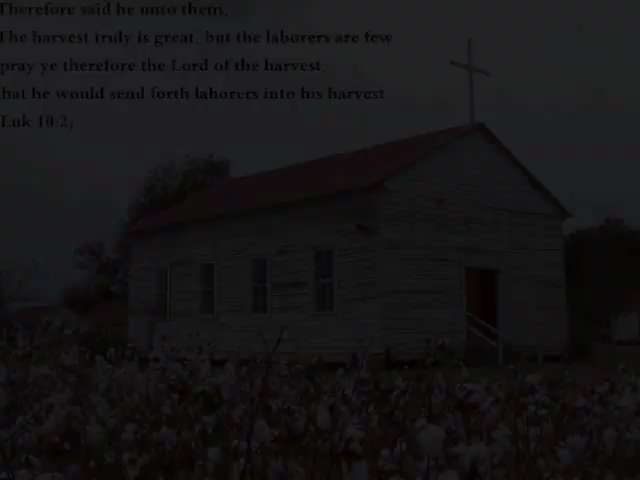 Therefore said he unto them,
The harvest truly is great, but the laborers are few
pray ye therefore the Lord of the harvest,
that he would send forth laborers into his harvest
Luk 10:2;